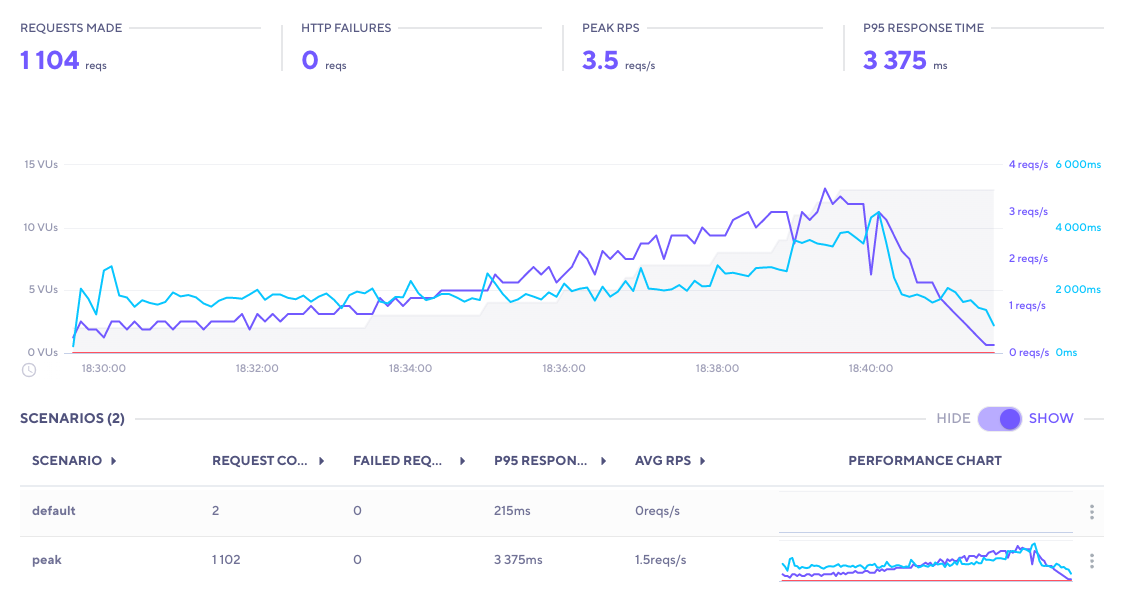 REQUESTS MADE HTTP FAILURES PEAK RPS P95 RESPONSE TIME
1 104 reqs 0 reqs 3.5 reqs/s 3 375 ms
15 VUs 4 reqs/s 6 000ms
3 reqs/s
10 VUs 4 000ms
2 reqs/s
5 VUs 2 000ms
1 reqs/s
0 VUs 0 reqs/s 0ms
18:30:00 18:32:00 18:34:00 18:36:00 18:38:00 18:40:00
SCENARIOS (2) HIDE SHOW
SCENARIO REQUEST CO... FAILED REQ... P95 RESPON... AVG RPS PERFORMANCE CHART
default 2 0 215ms 0reqs/s
peak 1 102 0 3 375ms 1.5reqs/s